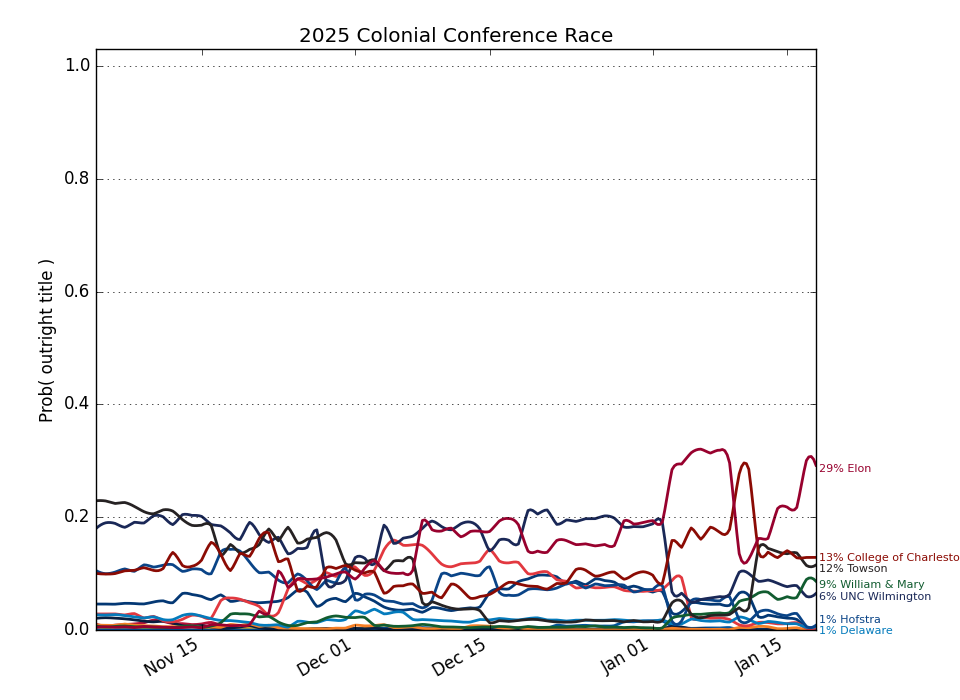 2025 Colonial Conference Race
Prob( outright title )
1.0
0.8
0.6
0.4
0.2
0.0
Nov 15
Dec 01
Dec 15
Jan 01
Jan 15
29% Elon
13% College of Charlesto
12% Towson
9% William & Mary
6% UNC Wilmington
1% Hofstra
1% Delaware